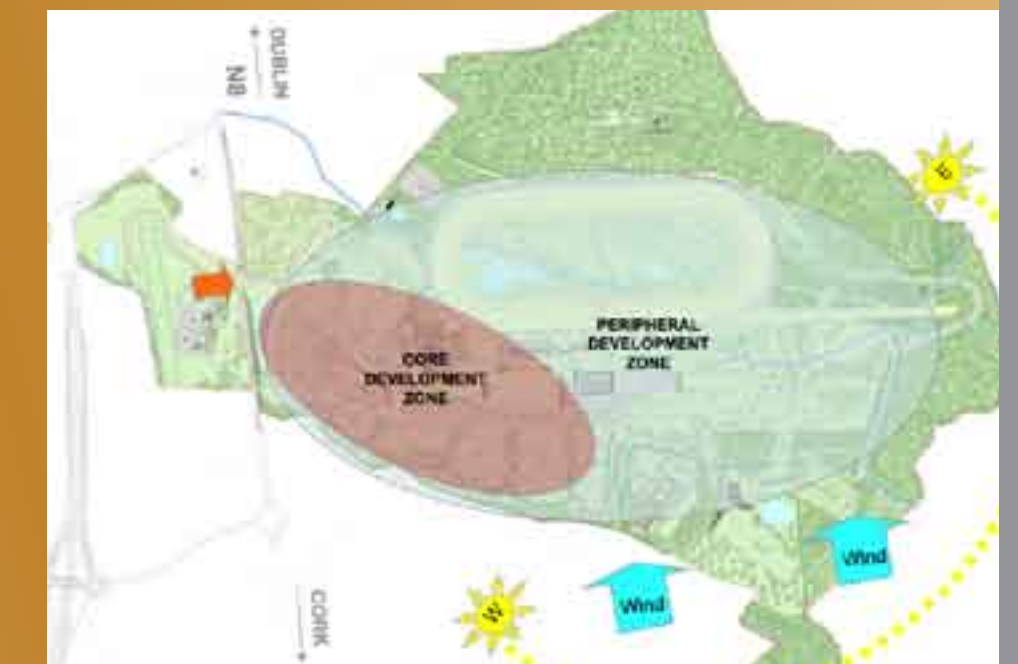 DUBLIN
N8
E
CORE
DEVELOPMENT
ZONE
PERIPHERAL
DEVELOPMENT
ZONE
Wind
Wind
W
CORK